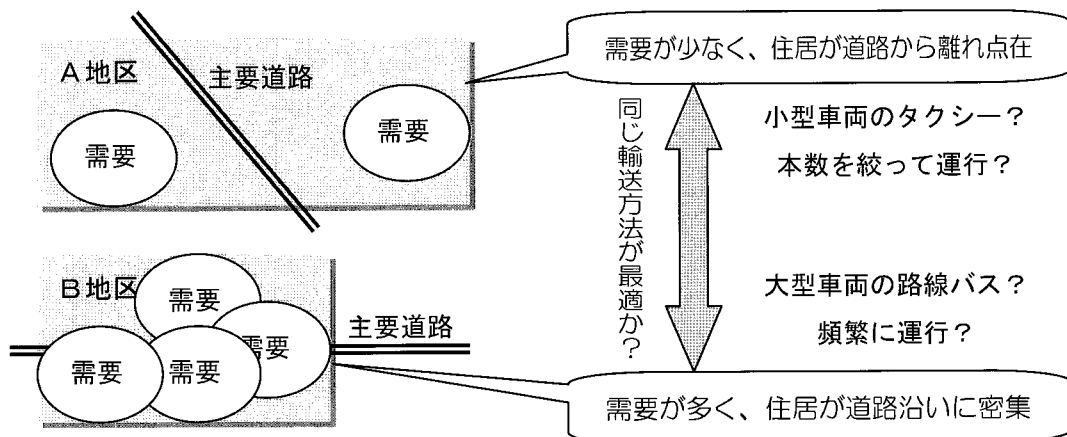 A地区
主要道路
需要
需要
需要が少なく、住居が道路から離れ点在
小型車両のタクシー？
本数を絞って運行？
同じ輸送方法が最適か？
B地区
需要
需要
需要
需要
主要道路
大型車両の路線バス？
頻繁に運行？
需要が多く、住居が道路沿いに密集